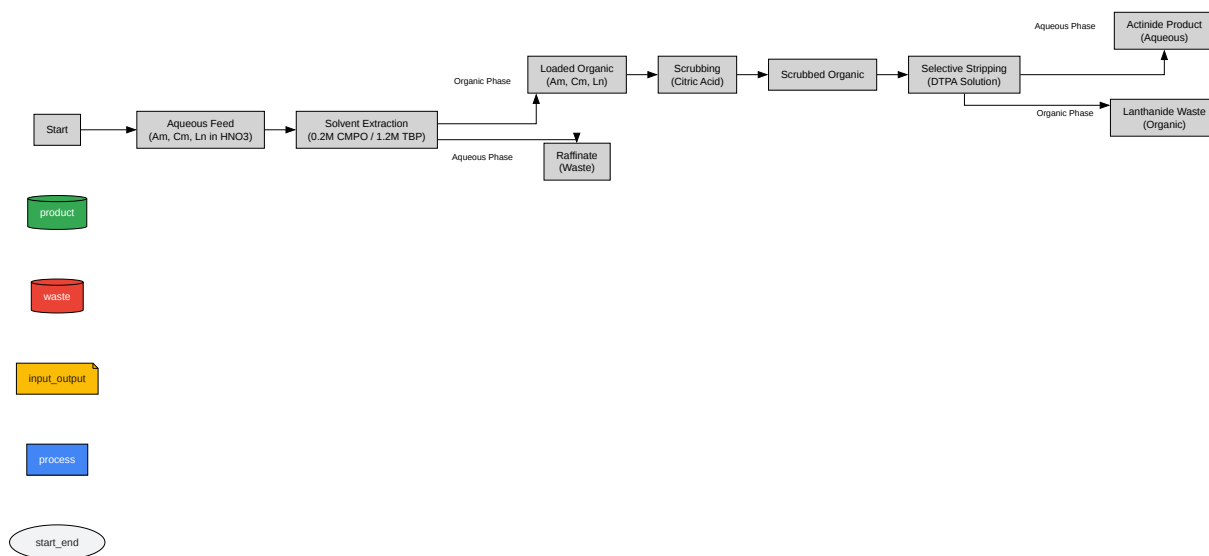 Start
Aqueous Feed
(Am, Cm, Ln in HNO3)
Solvent Extraction
(0.2M CMPO / 1.2M TBP)
Organic Phase
Aqueous Phase
Loaded Organic
(Am, Cm, Ln)
Raffinate
(Waste)
Scrubbing
(Citric Acid)
Scrubbed Organic
Selective Stripping
(DTPA Solution)
Aqueous Phase
Organic Phase
Actinide Product
(Aqueous)
Lanthanide Waste
(Organic)
product
waste
input_output
process
start_end